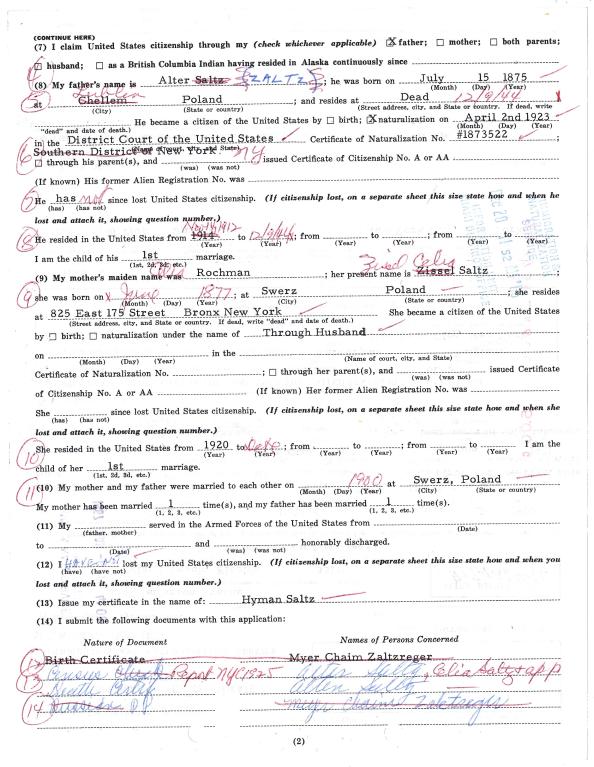 (CONTINUE HERE)
(7) I claim United States citizenship through my (check whichever applicable) ☒ father; ☐ mother; ☐ both parents;
☐ husband; ☐ as a British Columbia Indian having resided in Alaska continuously since
(8) My father's name is Alter Saltz {ZALTZ}; he was born on July 15 1875
(Month) (Day) (Year)
5 at Chellem Poland; and resides at Dead 12/9/44
(City) (State or country) (Street address, city, and State or country. If dead, write
He became a citizen of the United States by ☐ birth; ☒ naturalization on April 2nd 1923
"dead" and date of death.) (Month) (Day) (Year)
in the District Court of the United States Certificate of Naturalization No. #1873522;
6 Southern District of New York NY
☐ through his parent(s), and issued Certificate of Citizenship No. A or AA
(was) (was not)
(If known) His former Alien Registration No. was
7 He has not since lost United States citizenship. (If citizenship lost, on a separate sheet this size state how and when he
(has) (has not)
lost and attach it, showing question number.)
8 He resided in the United States from 1914 Nov 14, 1912 to 12/9/44; from to; from to
(Year) (Year) (Year) (Year) (Year) (Year)
I am the child of his 1st marriage.
(1st, 2d, 3d, etc.)
(9) My mother's maiden name was Rochman; her present name is Zissel Saltz
9 she was born on June 1877; at Swerz Poland; she resides
(Month) (Day) (Year) (City) (State or country)
at 825 East 175 Street Bronx New York She became a citizen of the United States
(Street address, city, and State or country. If dead, write "dead" and date of death.)
by ☐ birth; ☐ naturalization under the name of Through Husband
on in the
(Month) (Day) (Year) (Name of court, city, and State)
Certificate of Naturalization No.; ☐ through her parent(s), and issued Certificate
(was) (was not)
of Citizenship No. A or AA (If known) Her former Alien Registration No. was
She since lost United States citizenship. (If citizenship lost, on a separate sheet this size state how and when she
(has) (has not)
lost and attach it, showing question number.)
10 She resided in the United States from 1920 to Date; from to; from to I am the
(Year) (Year) (Year) (Year) (Year) (Year)
child of her 1st marriage.
(1st, 2d, 3d, etc.)
11 (10) My mother and my father were married to each other on 1900 at Swerz, Poland
(Month) (Day) (Year) (City) (State or country)
My mother has been married 1 time(s), and my father has been married 1 time(s).
(1, 2, 3, etc.) (1, 2, 3, etc.)
(11) My served in the Armed Forces of the United States from
(father, mother) (Date)
to and honorably discharged.
(Date) (was) (was not)
(12) I HAVE NOT lost my United States citizenship. (If citizenship lost, on a separate sheet this size state how and when you
(have) (have not)
lost and attach it, showing question number.)
(13) Issue my certificate in the name of: Hyman Saltz
(14) I submit the following documents with this application:
Nature of Document Names of Persons Concerned
12 Birth Certificate Myer Chaim Zaltzreger
13 Census Report NYC 1925 Alter Saltz, Celia Saltz + app
Death Certif Alter Saltz
14 PP Meyer Chaim Zaltzreger
(2)